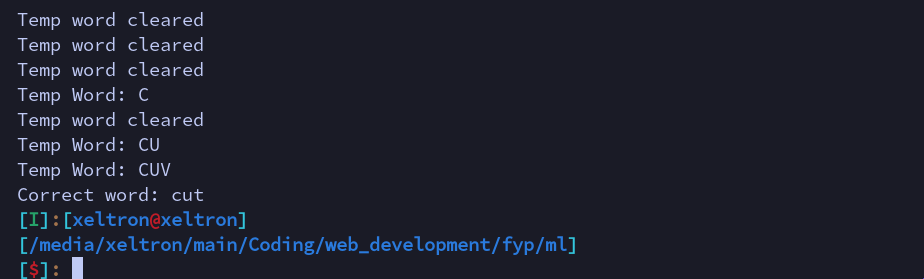 Temp word cleared
Temp word cleared
Temp word cleared
Temp Word: C
Temp word cleared
Temp Word: CU
Temp Word: CUV
Correct word: cut
[I]:[xeltron@xeltron]
[/media/xeltron/main/Coding/web_development/fyp/ml]
[$]: